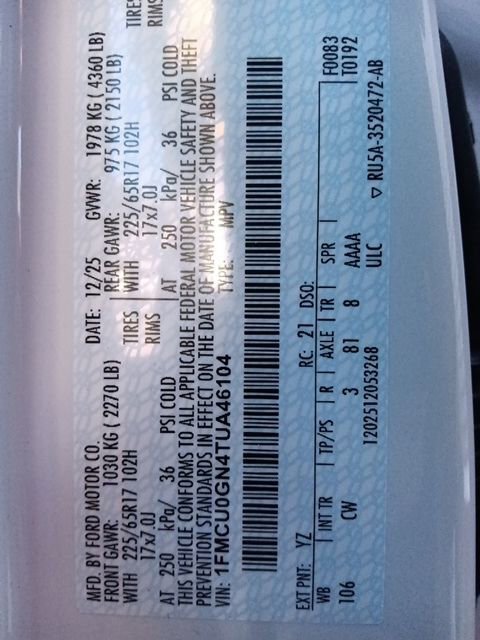 MFD. BY FORD MOTOR CO. DATE: 12/25 GVWR: 1978 KG ( 4360 LB)
FRONT GAWR: 1030 KG ( 2270 LB) REAR GAWR: 975 KG ( 2150 LB)
WITH 225/65R17 102H TIRES WITH 225/65R17 102H TIRES
17x7.0J RIMS 17x7.0J RIMS
AT 250 kPa/ 36 PSI COLD AT 250 kPa/ 36 PSI COLD
THIS VEHICLE CONFORMS TO ALL APPLICABLE FEDERAL MOTOR VEHICLE SAFETY AND THEFT
PREVENTION STANDARDS IN EFFECT ON THE DATE OF MANUFACTURE SHOWN ABOVE.
VIN: 1FMCU0GN4TUA46104 TYPE: MPV
EXT PNT: YZ RC: 21 DSO: F0083
WB INT TR TP/PS R AXLE TR SPR T0192
106 CW 3 81 8 AAAA
ULC
1202512053268 ▽ RU5A-3520472-AB